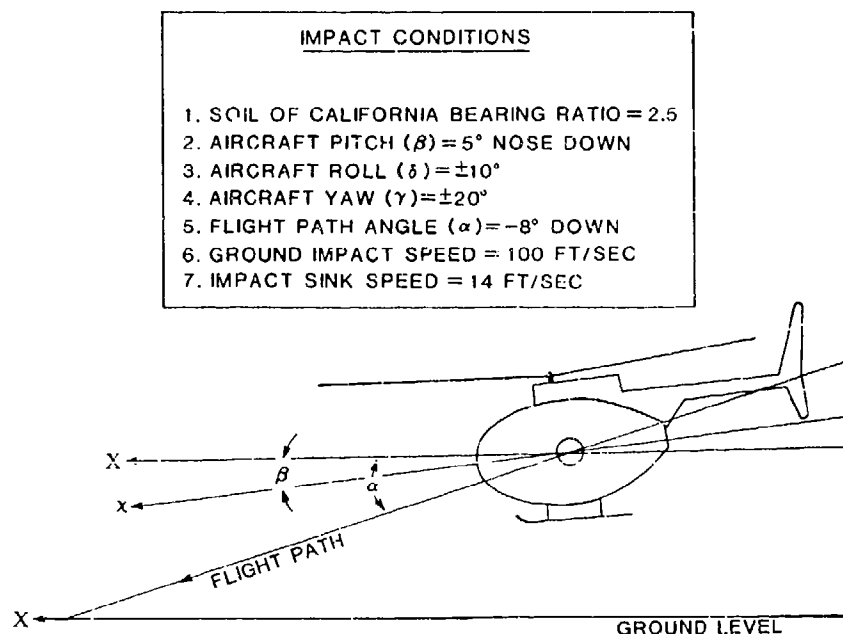 IMPACT CONDITIONS
1. SOIL OF CALIFORNIA BEARING RATIO = 2.5
2. AIRCRAFT PITCH (β) = 5° NOSE DOWN
3. AIRCRAFT ROLL (δ) = ±10°
4. AIRCRAFT YAW (γ) = ±20°
5. FLIGHT PATH ANGLE (α) = -8° DOWN
6. GROUND IMPACT SPEED = 100 FT/SEC
7. IMPACT SINK SPEED = 14 FT/SEC
X
β
α
x
FLIGHT PATH
X
GROUND LEVEL